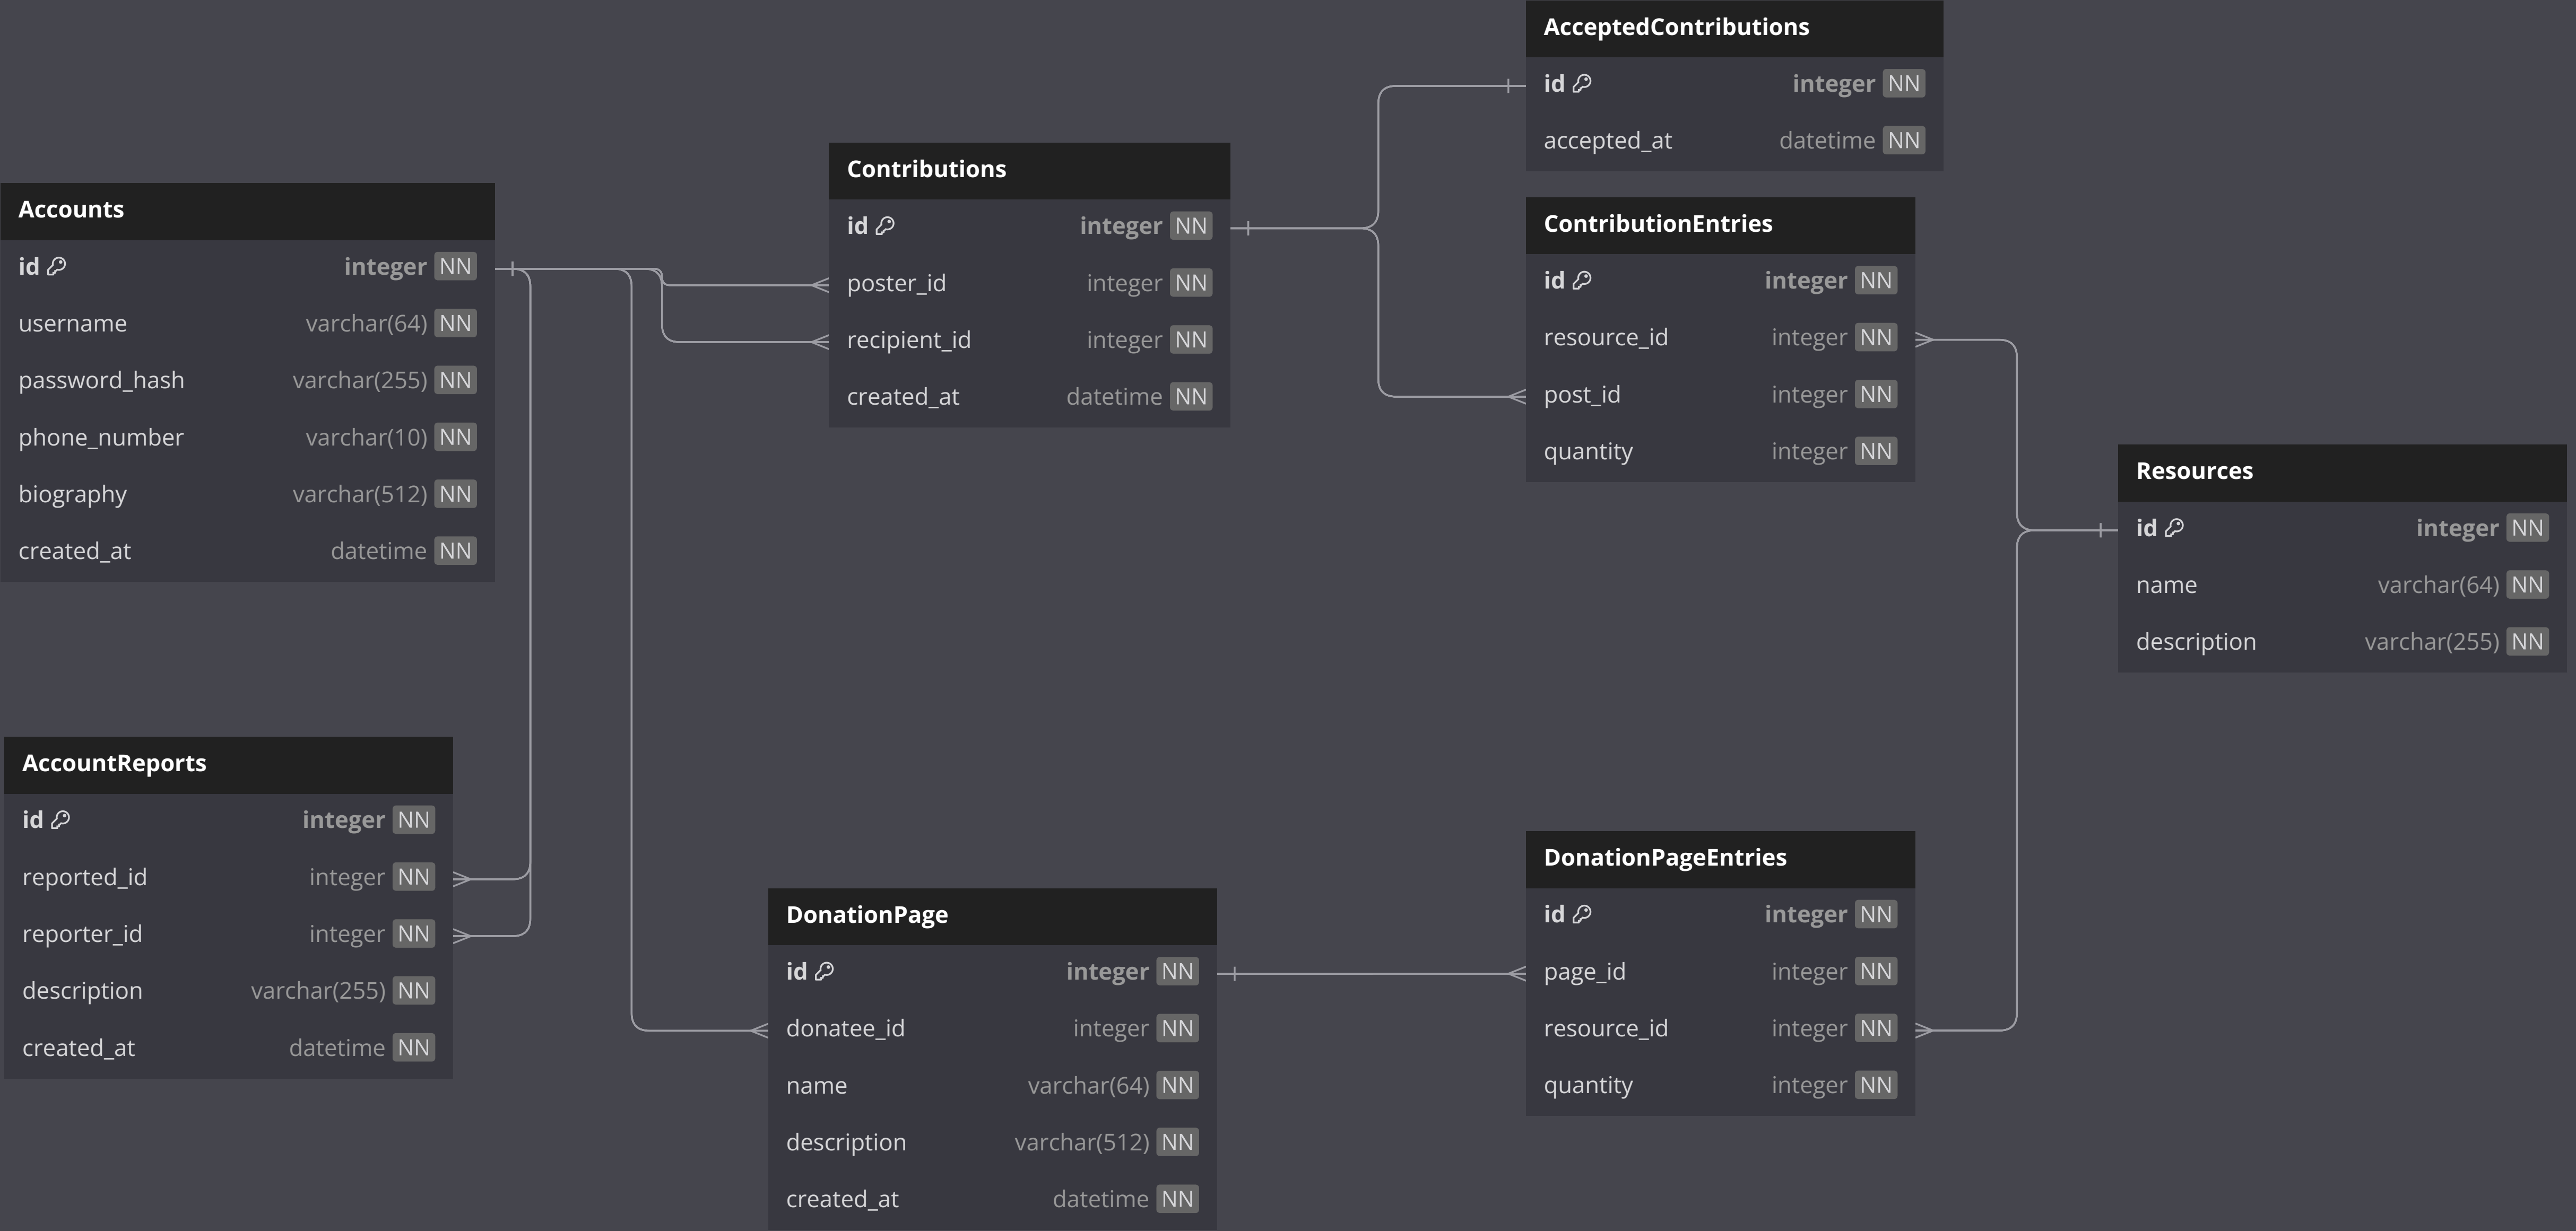 Accounts
id integer NN
username varchar(64) NN
password_hash varchar(255) NN
phone_number varchar(10) NN
biography varchar(512) NN
created_at datetime NN
AccountReports
id integer NN
reported_id integer NN
reporter_id integer NN
description varchar(255) NN
created_at datetime NN
Contributions
id integer NN
poster_id integer NN
recipient_id integer NN
created_at datetime NN
DonationPage
id integer NN
donatee_id integer NN
name varchar(64) NN
description varchar(512) NN
created_at datetime NN
AcceptedContributions
id integer NN
accepted_at datetime NN
ContributionEntries
id integer NN
resource_id integer NN
post_id integer NN
quantity integer NN
DonationPageEntries
id integer NN
page_id integer NN
resource_id integer NN
quantity integer NN
Resources
id integer NN
name varchar(64) NN
description varchar(255) NN